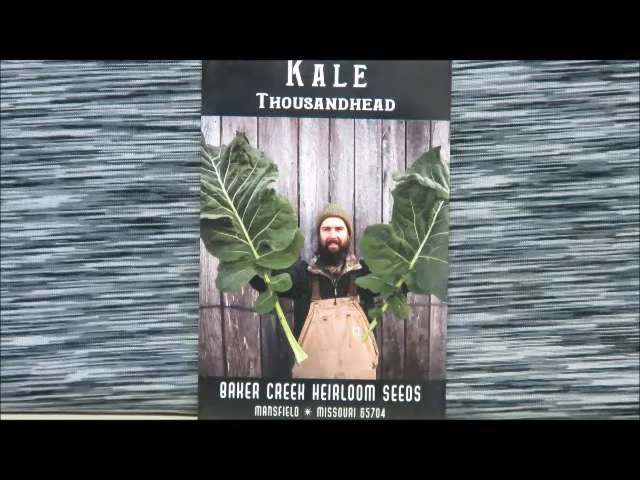 KALE
THOUSANDHEAD
BAKER CREEK HEIRLOOM SEEDS
MANSFIELD * MISSOURI 65704